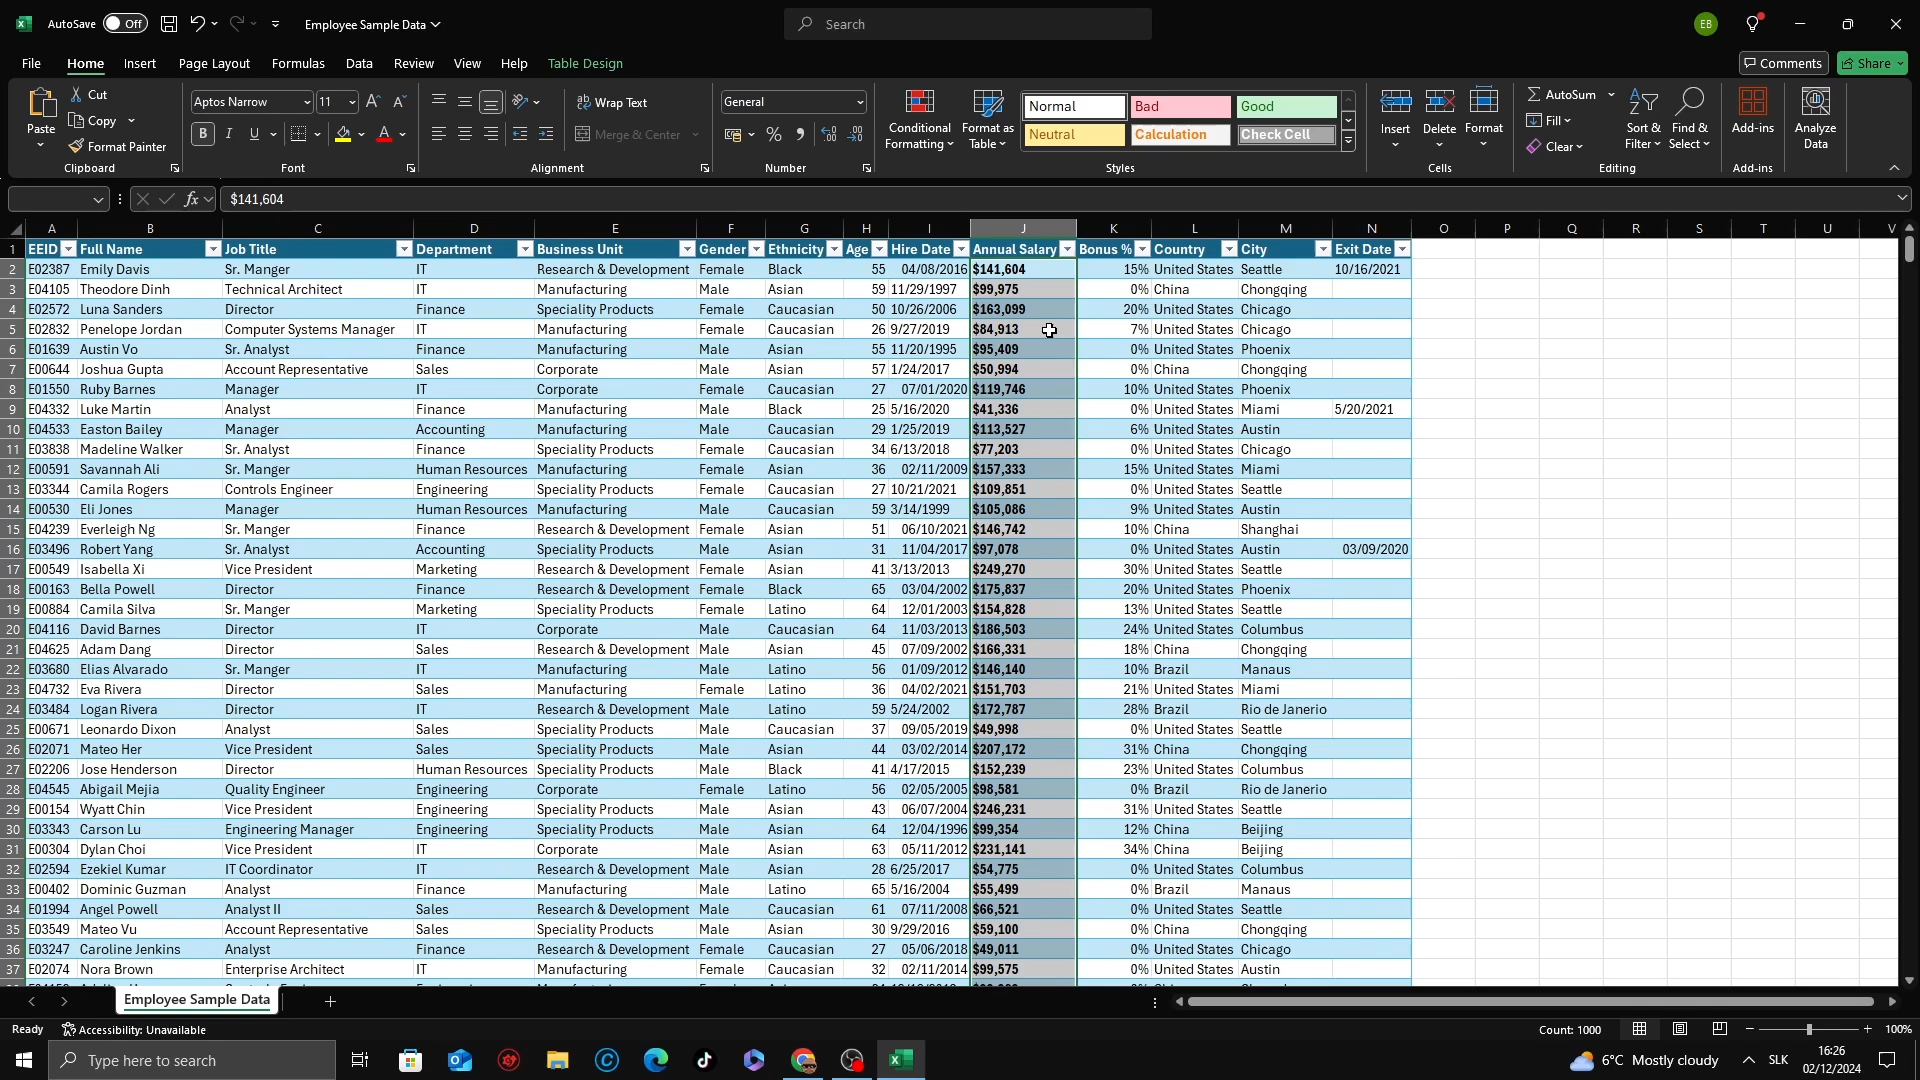 AutoSave Off Employee Sample Data Search EB
File Home Insert Page Layout Formulas Data Review View Help Table Design Comments Share
Cut
Copy
Format Painter
Paste
Clipboard
Aptos Narrow 11
B I U
Font
Wrap Text
Merge & Center
Alignment
General
Number
Conditional Formatting
Format as Table
Normal Bad Good
Neutral Calculation Check Cell
Styles
Insert Delete Format
Cells
AutoSum
Fill
Clear
Sort & Filter
Find & Select
Editing
Add-ins
Add-ins
Analyze Data
fx $141,604
A B C D E F G H I J K L M N O P Q R S T U V
1 EEID Full Name Job Title Department Business Unit Gender Ethnicity Age Hire Date Annual Salary Bonus % Country City Exit Date
2 E02387 Emily Davis Sr. Manger IT Research & Development Female Black 55 04/08/2016 $141,604 15% United States Seattle 10/16/2021
3 E04105 Theodore Dinh Technical Architect IT Manufacturing Male Asian 59 11/29/1997 $99,975 0% China Chongqing
4 E02572 Luna Sanders Director Finance Speciality Products Female Caucasian 50 10/26/2006 $163,099 20% United States Chicago
5 E02832 Penelope Jordan Computer Systems Manager IT Manufacturing Female Caucasian 26 9/27/2019 $84,913 7% United States Chicago
6 E01639 Austin Vo Sr. Analyst Finance Manufacturing Male Asian 55 11/20/1995 $95,409 0% United States Phoenix
7 E00644 Joshua Gupta Account Representative Sales Corporate Male Asian 57 1/24/2017 $50,994 0% China Chongqing
8 E01550 Ruby Barnes Manager IT Corporate Female Caucasian 27 07/01/2020 $119,746 10% United States Phoenix
9 E04332 Luke Martin Analyst Finance Manufacturing Male Black 25 5/16/2020 $41,336 0% United States Miami 5/20/2021
10 E04533 Easton Bailey Manager Accounting Manufacturing Male Caucasian 29 1/25/2019 $113,527 6% United States Austin
11 E03838 Madeline Walker Sr. Analyst Finance Speciality Products Female Caucasian 34 6/13/2018 $77,203 0% United States Chicago
12 E00591 Savannah Ali Sr. Manger Human Resources Manufacturing Female Asian 36 02/11/2009 $157,333 15% United States Miami
13 E03344 Camila Rogers Controls Engineer Engineering Speciality Products Female Caucasian 27 10/21/2021 $109,851 0% United States Seattle
14 E00530 Eli Jones Manager Human Resources Manufacturing Male Caucasian 59 3/14/1999 $105,086 9% United States Austin
15 E04239 Everleigh Ng Sr. Manger Finance Research & Development Female Asian 51 06/10/2021 $146,742 10% China Shanghai
16 E03496 Robert Yang Sr. Analyst Accounting Speciality Products Male Asian 31 11/04/2017 $97,078 0% United States Austin 03/09/2020
17 E00549 Isabella Xi Vice President Marketing Research & Development Female Asian 41 3/13/2013 $249,270 30% United States Seattle
18 E00163 Bella Powell Director Finance Research & Development Female Black 65 03/04/2002 $175,837 20% United States Phoenix
19 E00884 Camila Silva Sr. Manger Marketing Speciality Products Female Latino 64 12/01/2003 $154,828 13% United States Seattle
20 E04116 David Barnes Director IT Corporate Male Caucasian 64 11/03/2013 $186,503 24% United States Columbus
21 E04625 Adam Dang Director Sales Research & Development Male Asian 45 07/09/2002 $166,331 18% China Chongqing
22 E03680 Elias Alvarado Sr. Manger IT Manufacturing Male Latino 56 01/09/2012 $146,140 10% Brazil Manaus
23 E04732 Eva Rivera Director Sales Manufacturing Female Latino 36 04/02/2021 $151,703 21% United States Miami
24 E03484 Logan Rivera Director IT Research & Development Male Latino 59 5/24/2002 $172,787 28% Brazil Rio de Janerio
25 E00671 Leonardo Dixon Analyst Sales Speciality Products Male Caucasian 37 09/05/2019 $49,998 0% United States Seattle
26 E02071 Mateo Her Vice President Sales Speciality Products Male Asian 44 03/02/2014 $207,172 31% China Chongqing
27 E02206 Jose Henderson Director Human Resources Speciality Products Male Black 41 4/17/2015 $152,239 23% United States Columbus
28 E04545 Abigail Mejia Quality Engineer Engineering Corporate Female Latino 56 02/05/2005 $98,581 0% Brazil Rio de Janerio
29 E00154 Wyatt Chin Vice President Engineering Speciality Products Male Asian 43 06/07/2004 $246,231 31% United States Seattle
30 E03343 Carson Lu Engineering Manager Engineering Speciality Products Male Asian 64 12/04/1996 $99,354 12% China Beijing
31 E00304 Dylan Choi Vice President IT Corporate Male Asian 63 05/11/2012 $231,141 34% China Beijing
32 E02594 Ezekiel Kumar IT Coordinator IT Research & Development Male Asian 28 6/25/2017 $54,775 0% United States Columbus
33 E00402 Dominic Guzman Analyst Finance Manufacturing Male Latino 65 5/16/2004 $55,499 0% Brazil Manaus
34 E01994 Angel Powell Analyst II Sales Research & Development Male Caucasian 61 07/11/2008 $66,521 0% United States Seattle
35 E03549 Mateo Vu Account Representative Sales Speciality Products Male Asian 30 9/29/2016 $59,100 0% China Chongqing
36 E03247 Caroline Jenkins Analyst Finance Research & Development Female Caucasian 27 05/06/2018 $49,011 0% United States Chicago
37 E02074 Nora Brown Enterprise Architect IT Manufacturing Female Caucasian 32 02/11/2014 $99,575 0% United States Austin
Employee Sample Data
Ready Accessibility: Unavailable Count: 1000 100%
Type here to search 6°C Mostly cloudy SLK 16:26
02/12/2024